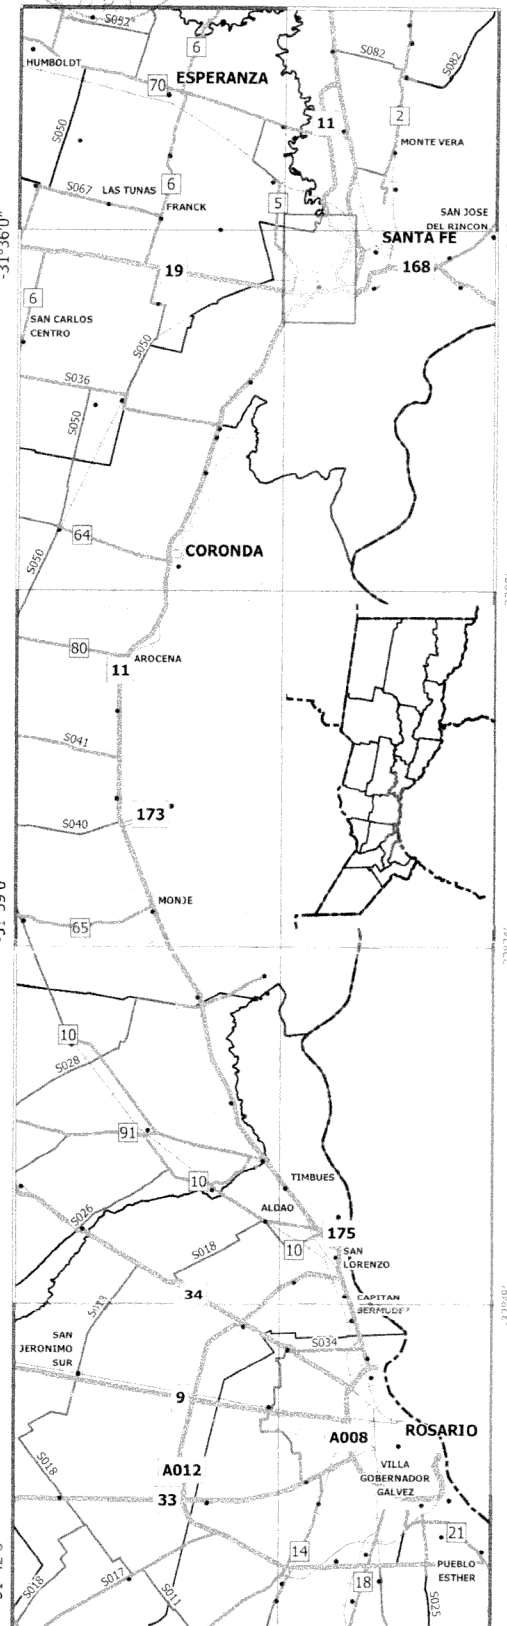 S052
6
S082
S082
HUMBOLDT
70
ESPERANZA
11
2
S050
MONTE VERA
S067
LAS TUNAS
6
FRANCK
5
SAN JOSE
DEL RINCON
-31°36'0"
SANTA FE
19
168
6
SAN CARLOS
CENTRO
S050
S036
S050
64
CORONDA
S050
80
AROCENA
11
S041
173
S040
MONJE
65
10
S028
91
10
TIMBUES
ALDAO
S026
175
10
S018
SAN
LORENZO
34
CAPITAN
BERMUDEZ
SAN
JERONIMO
SUR
S034
9
ROSARIO
A008
S018
A012
VILLA
GOBERNADOR
GALVEZ
33
21
14
PUEBLO
ESTHER
S017
18
S018
S011
S025